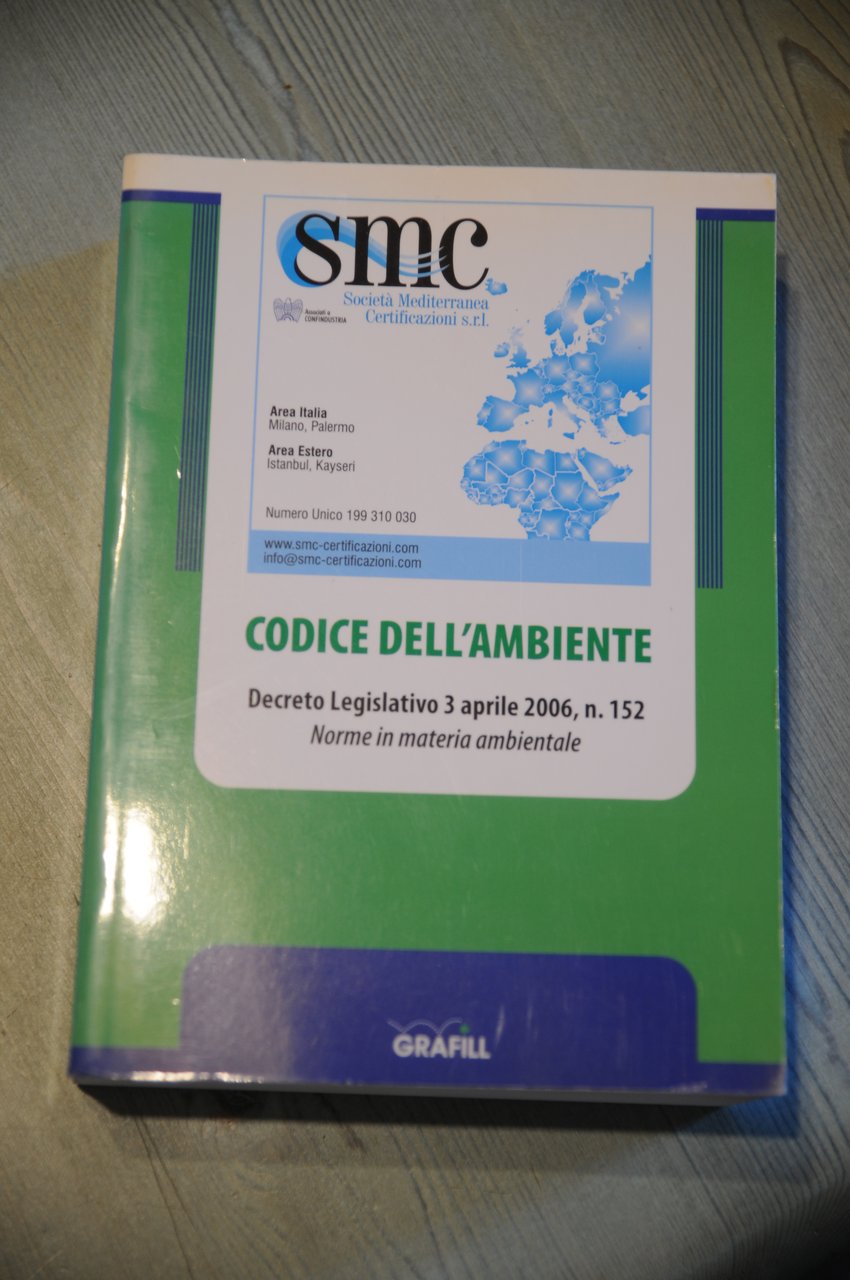 smc
Società Mediterranea
Certificazioni s.r.l.
Associati a
CONFINDUSTRIA
Area Italia
Milano, Palermo
Area Estero
Istanbul, Kayseri
Numero Unico 199 310 030
www.smc-certificazioni.com
info@smc-certificazioni.com
CODICE DELL'AMBIENTE
Decreto Legislativo 3 aprile 2006, n. 152
Norme in materia ambientale
GRAFiLL